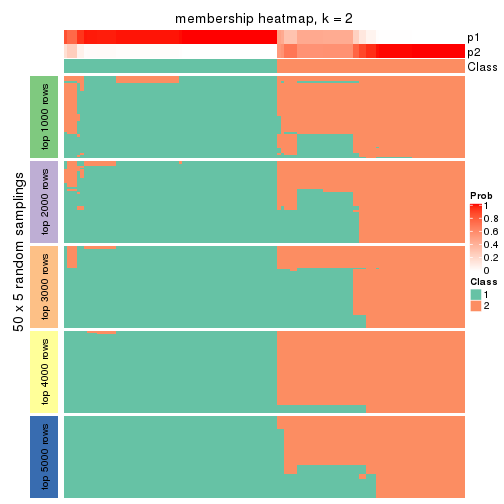 membership heatmap, k = 2
p1
p2
Class
50 x 5 random samplings
top 1000 rows
top 2000 rows
top 3000 rows
top 4000 rows
top 5000 rows
Prob
1
0.8
0.6
0.4
0.2
0
Class
1
2